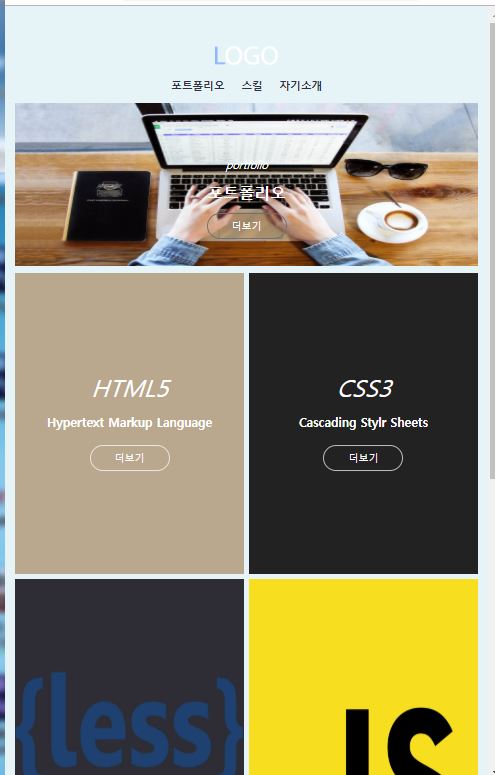 LOGO
포트폴리오 스킬 자기소개
portfolio
포트폴리오
더보기
HTML5 CSS3
Hypertext Markup Language Cascading Stylr Sheets
더보기 더보기
{less} JS